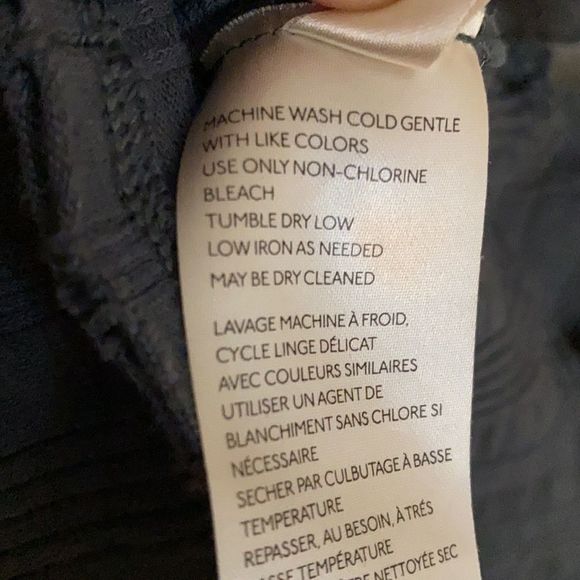 MACHINE WASH COLD GENTLE
WITH LIKE COLORS
USE ONLY NON-CHLORINE
BLEACH
TUMBLE DRY LOW
LOW IRON AS NEEDED
MAY BE DRY CLEANED
LAVAGE MACHINE À FROID,
CYCLE LINGE DÉLICAT
AVEC COULEURS SIMILAIRES
UTILISER UN AGENT DE
BLANCHIMENT SANS CHLORE SI
NÉCESSAIRE
SECHER PAR CULBUTAGE À BASSE
TEMPERATURE
REPASSER, AU BESOIN, À TRÉS
TEMPÉRATURE
NETTOYÉE SEC